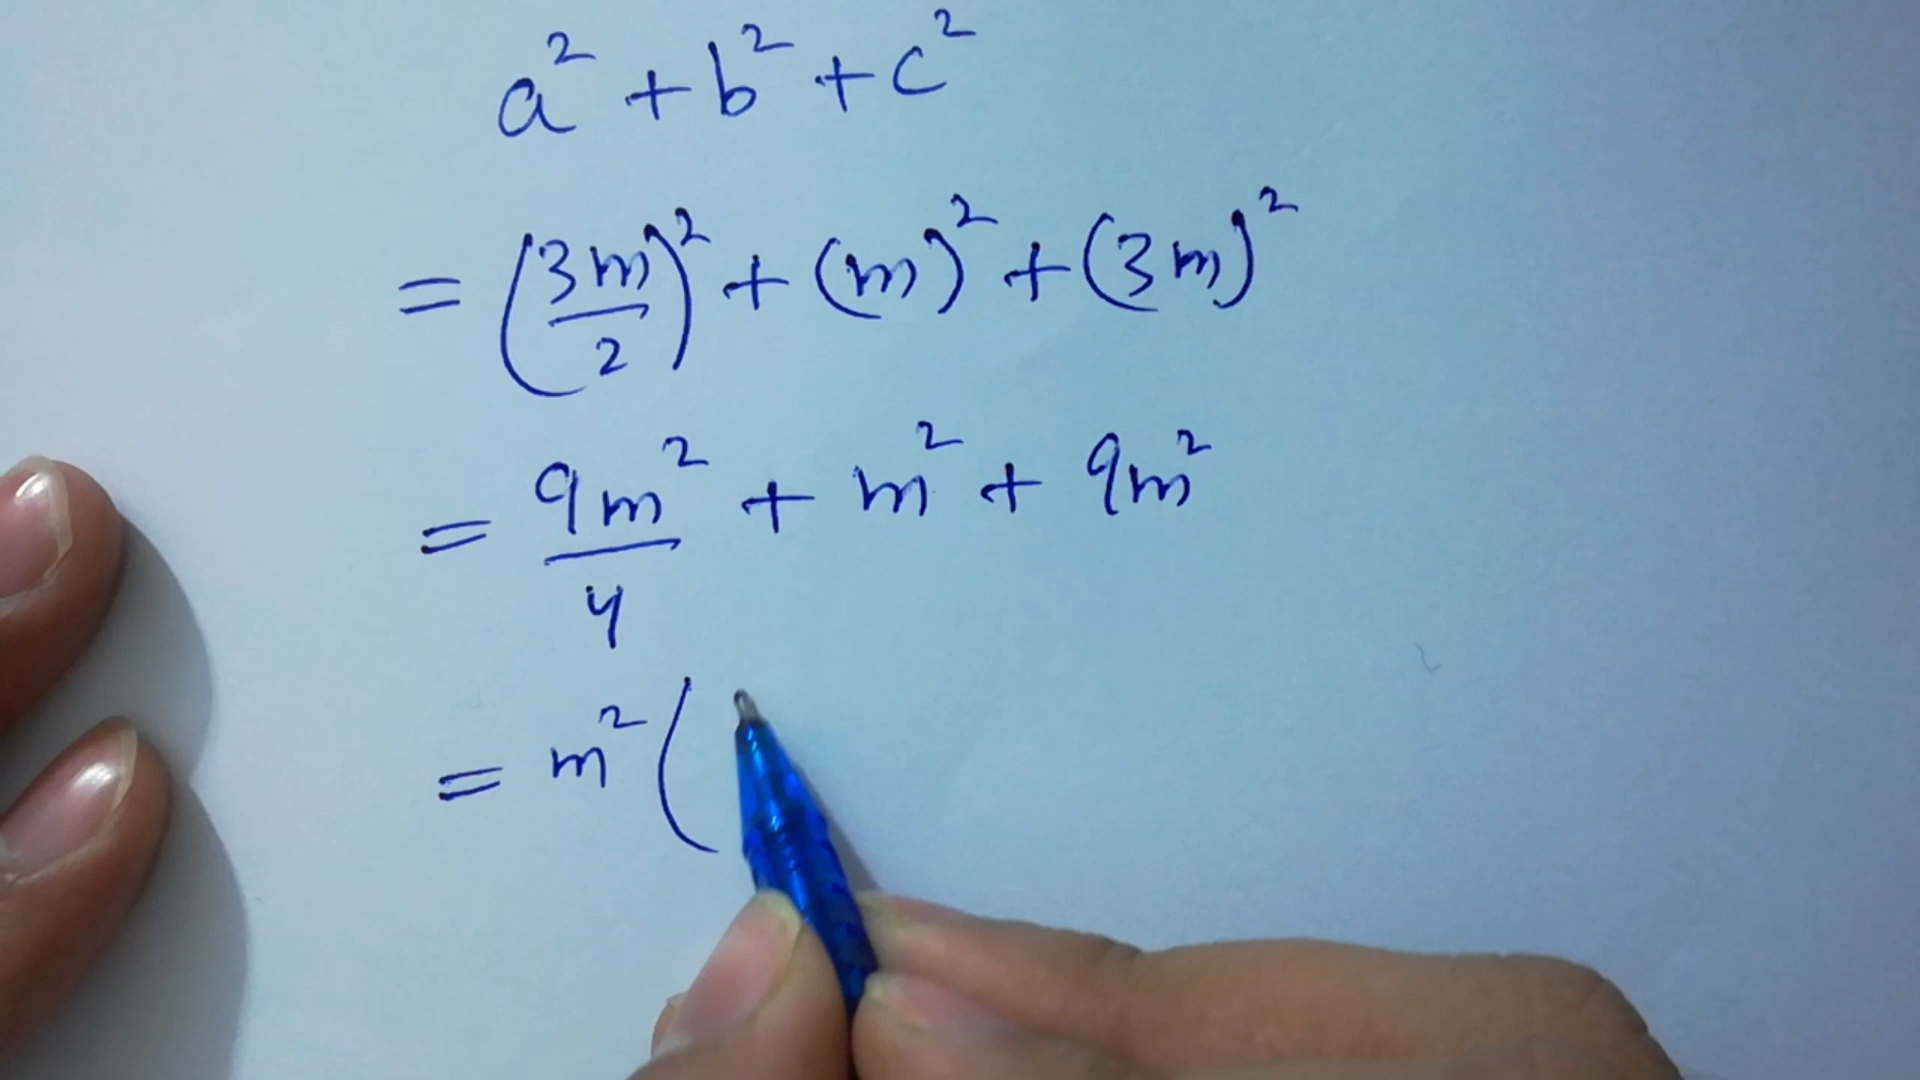 a² + b² + c²
= (3m/2)² + (m)² + (3m)²
= 9m²/4 + m² + 9m²
= m² (